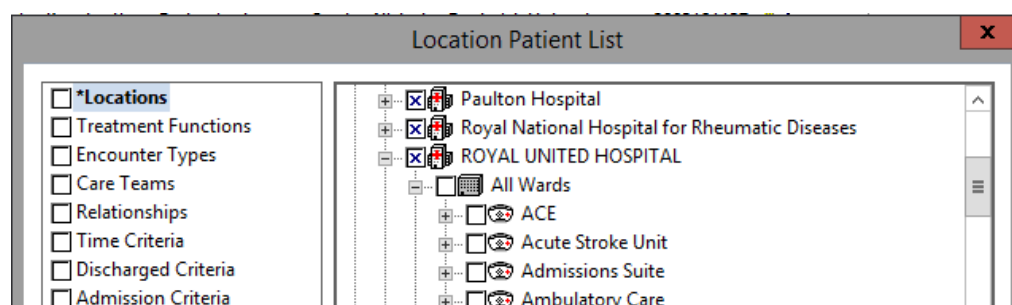 Location Patient List
x
*Locations
Treatment Functions
Encounter Types
Care Teams
Relationships
Time Criteria
Discharged Criteria
Admission Criteria
Paulton Hospital
Royal National Hospital for Rheumatic Diseases
ROYAL UNITED HOSPITAL
All Wards
ACE
Acute Stroke Unit
Admissions Suite
Ambulatory Care